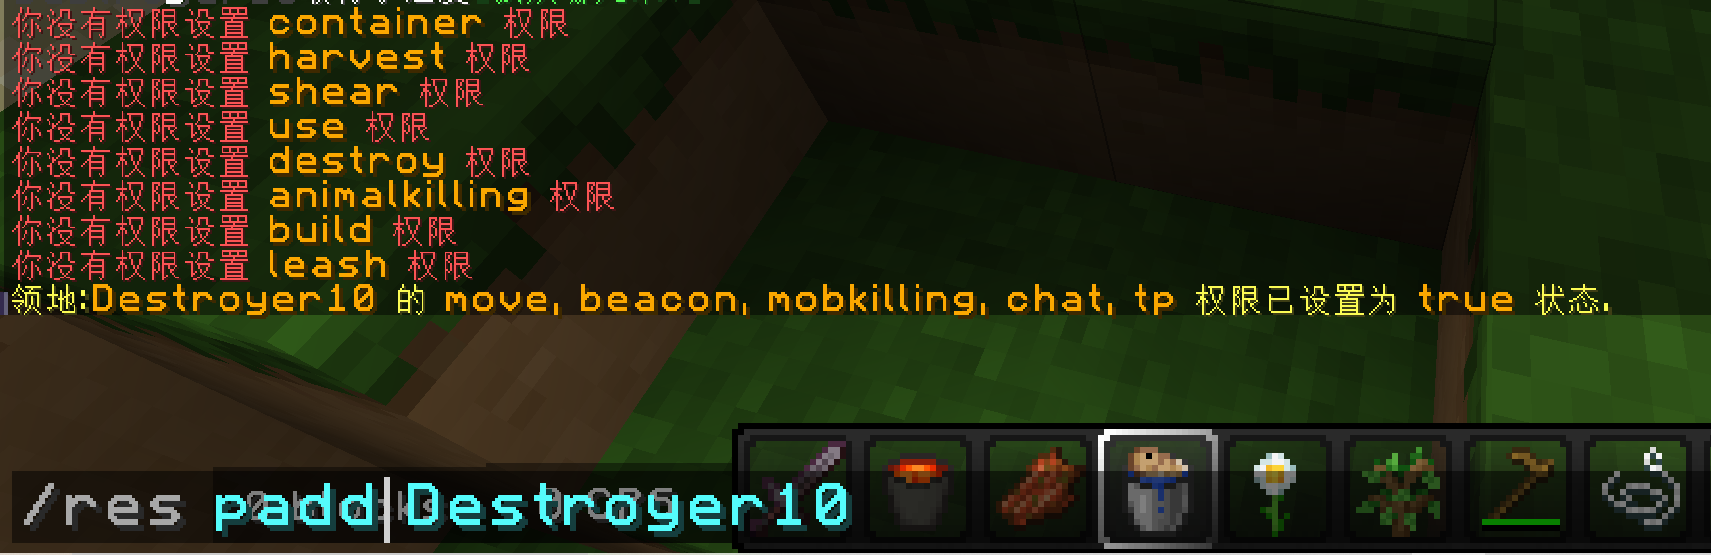 你没有权限设置 container 权限
你没有权限设置 harvest 权限
你没有权限设置 shear 权限
你没有权限设置 use 权限
你没有权限设置 destroy 权限
你没有权限设置 animalkilling 权限
你没有权限设置 build 权限
你没有权限设置 leash 权限
领地:Destroyer10 的 move, beacon, mobkilling, chat, tp 权限已设置为 true 状态.
/res padd Destroyer10